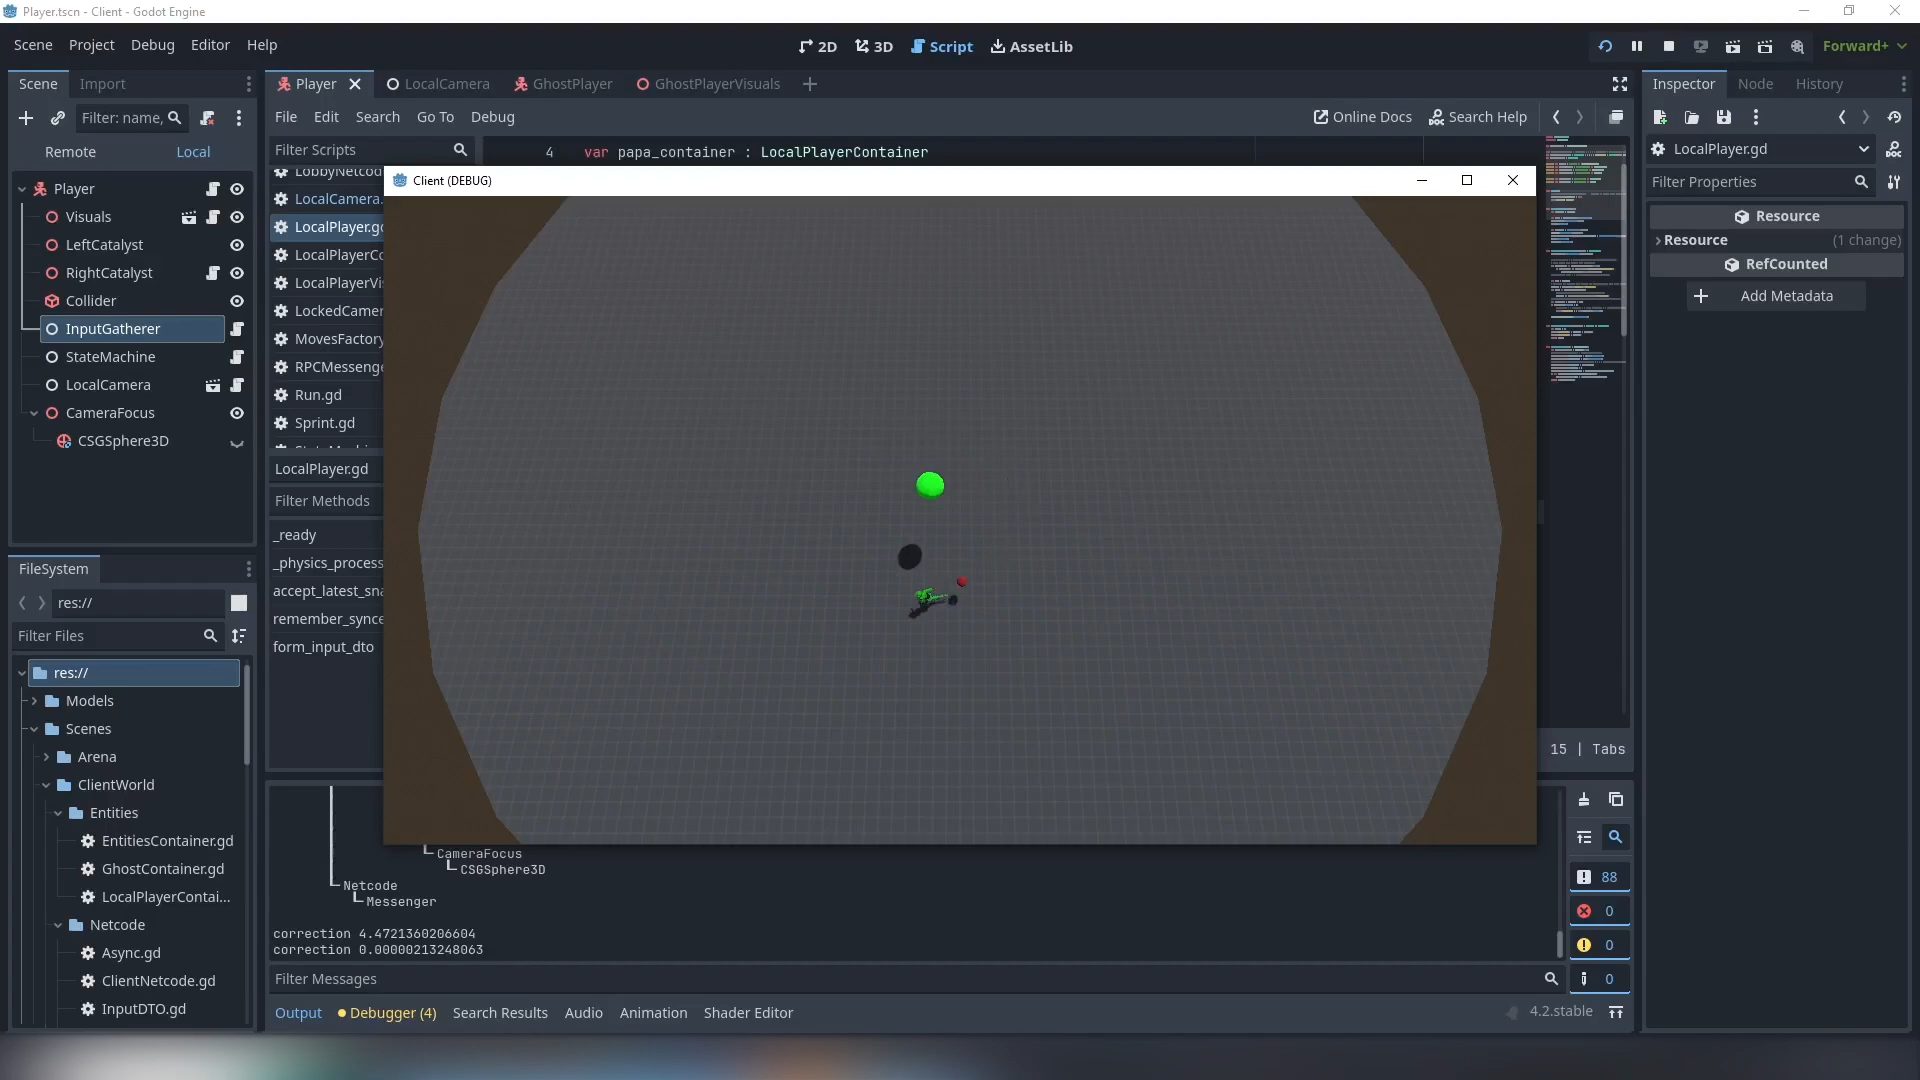 Player.tscn - Client - Godot Engine
Scene Project Debug Editor Help
2D 3D Script AssetLib
Forward+
Scene Import
Filter: name,
Remote Local
Player
Visuals
LeftCatalyst
RightCatalyst
Collider
InputGatherer
StateMachine
LocalCamera
CameraFocus
CSGSphere3D
FileSystem
res://
Filter Files
res://
Models
Scenes
Arena
ClientWorld
Entities
EntitiesContainer.gd
GhostContainer.gd
LocalPlayerContai...
Netcode
Async.gd
ClientNetcode.gd
InputDTO.gd
Player LocalCamera GhostPlayer GhostPlayerVisuals
File Edit Search Go To Debug
Online Docs Search Help
Filter Scripts
LobbyNetcod
LocalCamera.
LocalPlayer.gd
LocalPlayerCo
LocalPlayerVi
LockedCamer
MovesFactory
RPCMessenge
Run.gd
Sprint.gd
LocalPlayer.gd
Filter Methods
_ready
_physics_process
accept_latest_sna
remember_synce
form_input_dto
4 var papa_container : LocalPlayerContainer
Client (DEBUG)
15 | Tabs
CameraFocus
CSGSphere3D
Netcode
Messenger
correction 4.4721360206604
correction 0.00000213248063
Filter Messages
88
0
0
0
Output Debugger (4) Search Results Audio Animation Shader Editor
4.2.stable
Inspector Node History
LocalPlayer.gd
Filter Properties
Resource
Resource (1 change)
RefCounted
Add Metadata